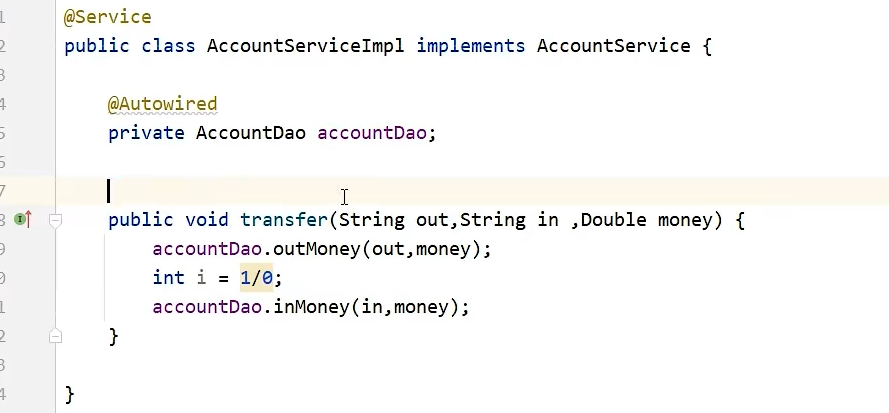 1 @Service
2 public class AccountServiceImpl implements AccountService {
3
4 @Autowired
5 private AccountDao accountDao;
6
7
8 I public void transfer(String out,String in ,Double money) {
9 accountDao.outMoney(out,money);
0 int i = 1/0;
1 accountDao.inMoney(in,money);
2 }
3
4 }